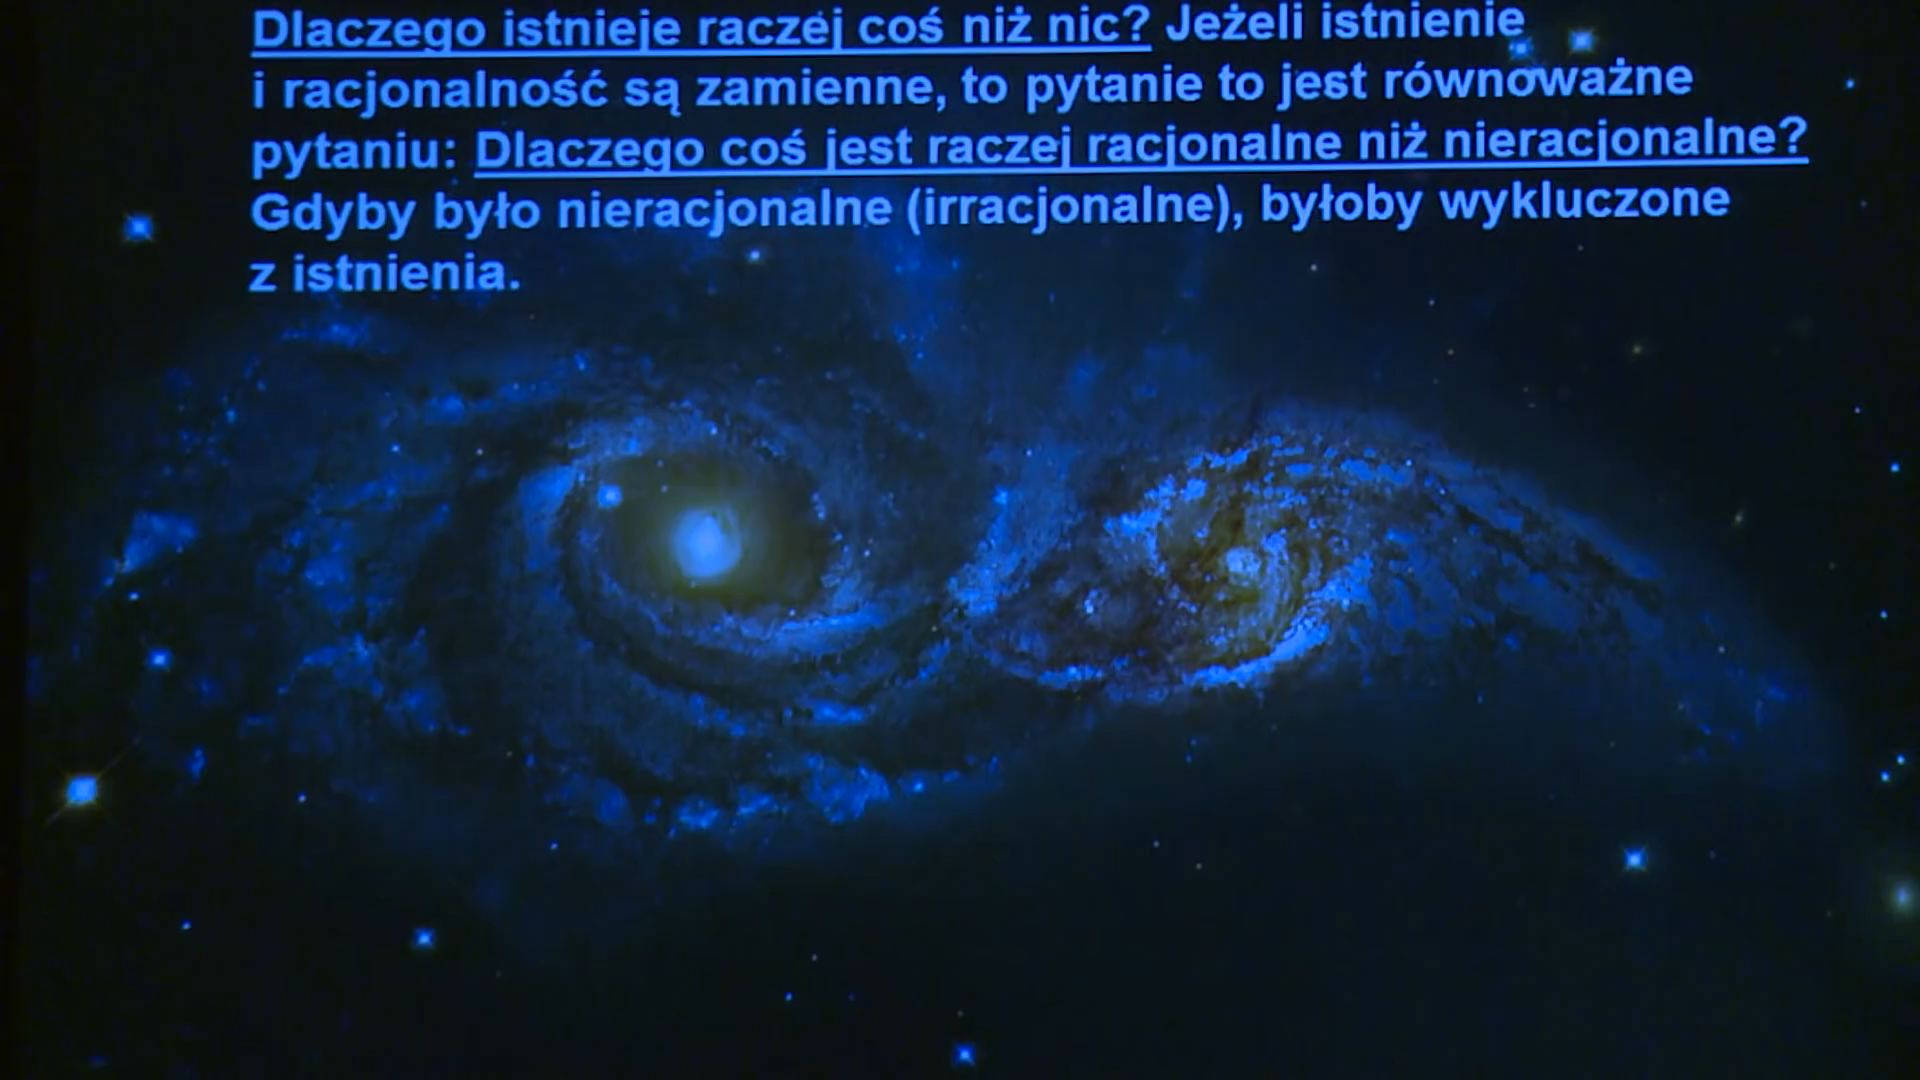 Dlaczego istnieje raczej coś niż nic? Jeżeli istnienie
i racjonalność są zamienne, to pytanie to jest równoważne
pytaniu: Dlaczego coś jest raczej racjonalne niż nieracjonalne?
Gdyby było nieracjonalne (irracjonalne), byłoby wykluczone
z istnienia.